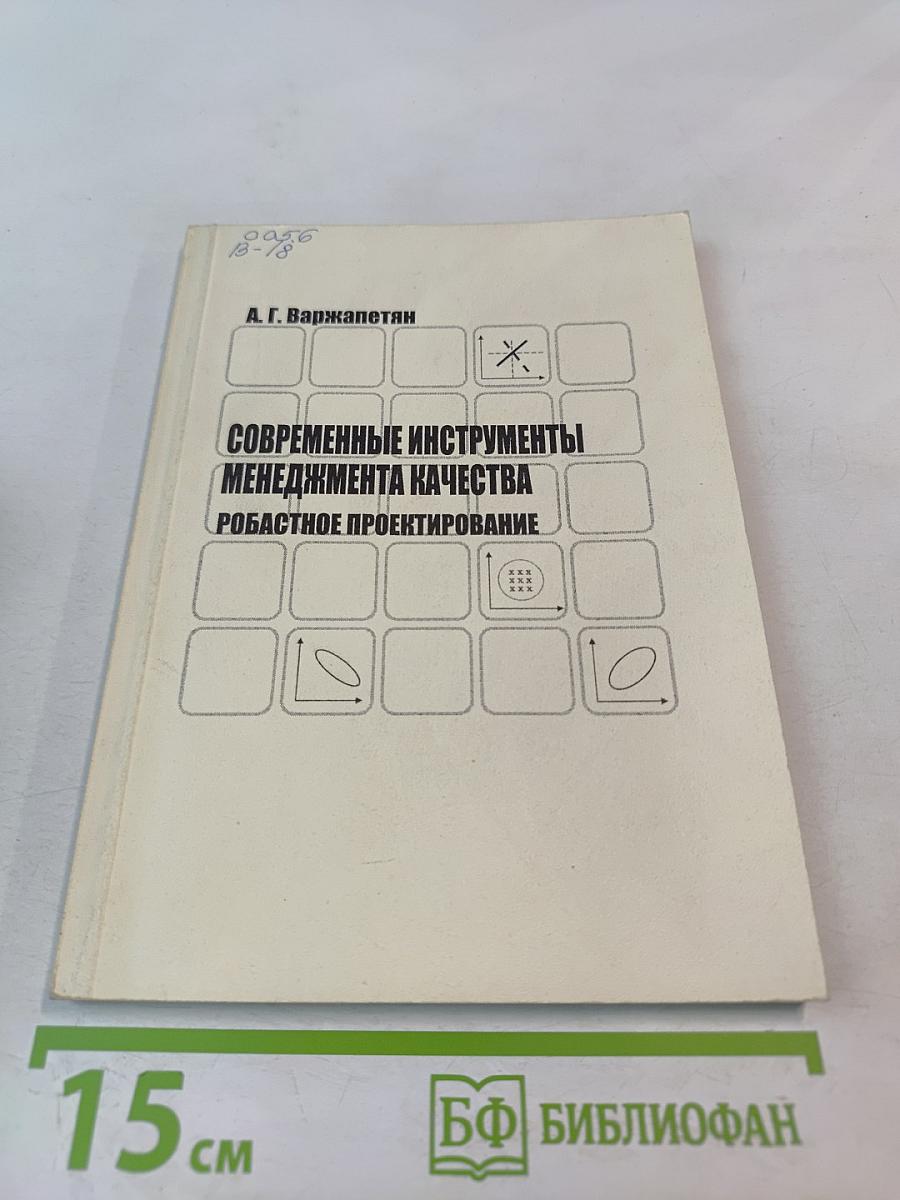 0056
В-18
А. Г. Варжапетян
СОВРЕМЕННЫЕ ИНСТРУМЕНТЫ
МЕНЕДЖМЕНТА КАЧЕСТВА
РОБАСТНОЕ ПРОЕКТИРОВАНИЕ
x x x
x x x
x x x
15 см
БФ БИБЛИОФАН